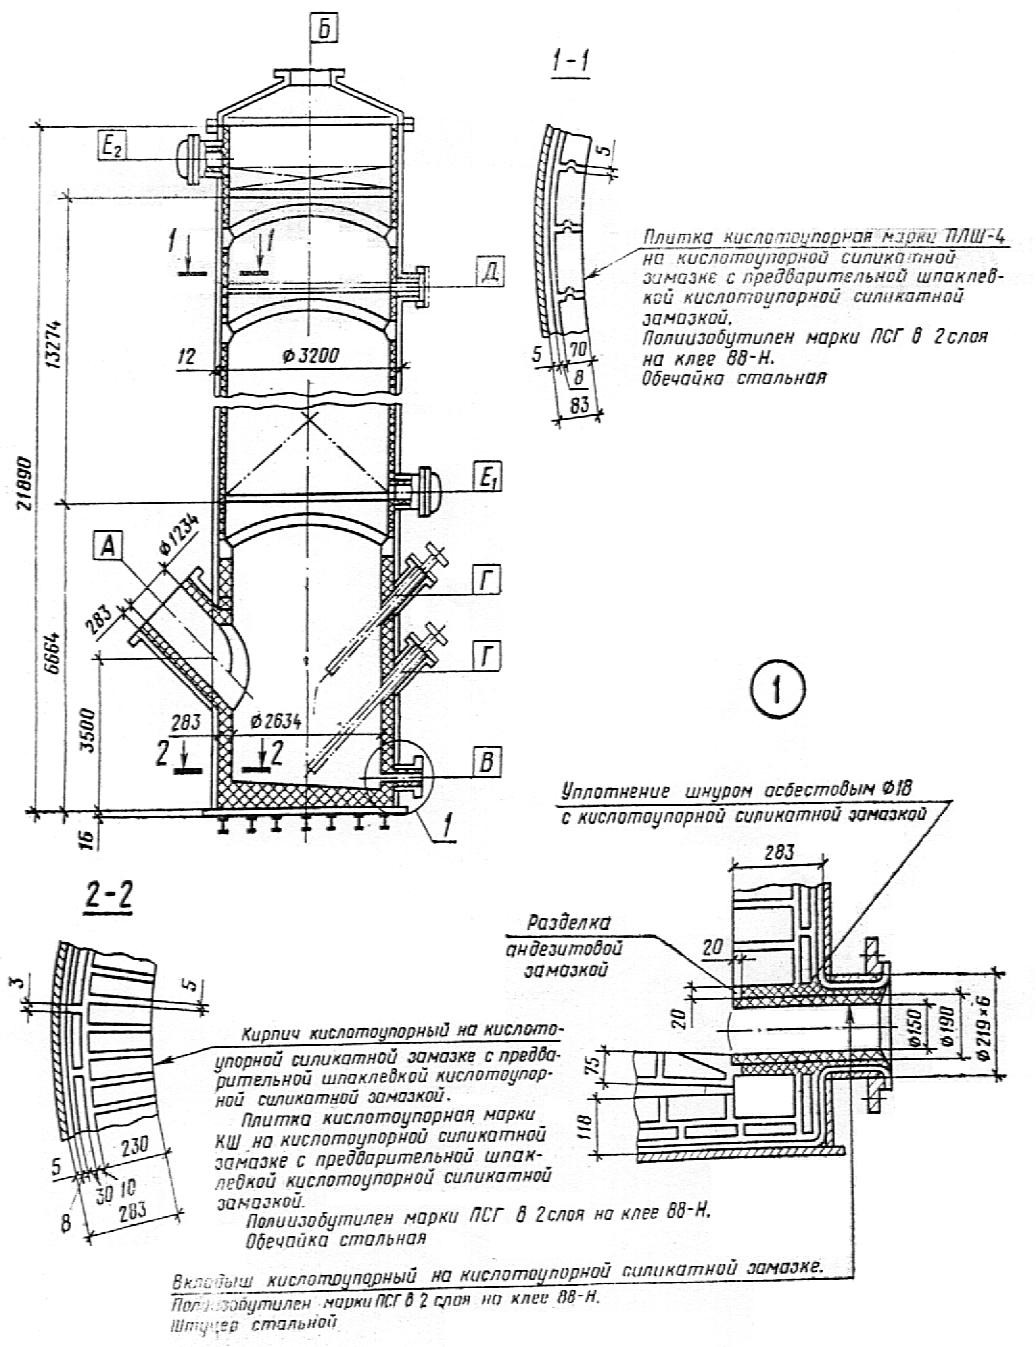 Б
1-1
Е₂
5
1 1
Плитка кислотоупорная марки ПЛШ-4
на кислотоупорной силикатной
замазке с предварительной шпаклев-
кой кислотоупорной силикатной
замазкой.
Полиизобутилен марки ПСГ в 2 слоя
на клее 88-Н.
Обечайка стальная
Д
13274
12
Ф3200
5
70
8
83
21890
Е₁
А
Ф1234
283
Г
6664
Г
3500
283
Ф2634
2 2
В
1
16
1
Уплотнение шнуром асбестовым Ф18
с кислотоупорной силикатной замазкой
283
Разделка
андезитовой
замазкой
20
20
Ф150
Ф190
Ф219×6
75
118
2-2
3
5
Кирпич кислотоупорный на кислото-
упорной силикатной замазке с предва-
рительной шпаклевкой кислотоупор-
ной силикатной замазкой.
Плитка кислотоупорная марки
КШ на кислотоупорной силикатной
замазке с предварительной шпак-
левкой кислотоупорной силикатной
замазкой.
Полиизобутилен марки ПСГ в 2 слоя на клее 88-Н.
Обечайка стальная
5
230
30 10
8
283
Вкладыш кислотоупорный на кислотоупорной силикатной замазке.
Полиизобутилен марки ПСГ в 2 слоя на клее 88-Н.
Штуцер стальной